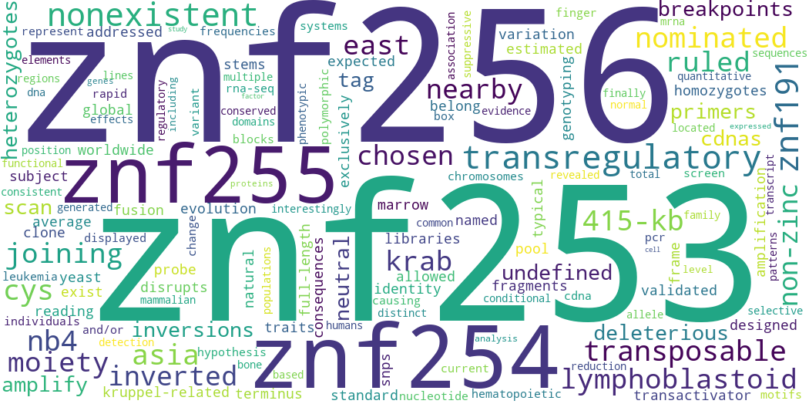 nonexistent
represent addressed frequencies systems
breakpoints
mrna
nominated
study
east
finger
variation
estimated
association
suppressive
sequences
heterozygotes
elements
regions lines
dna
rapid
global
effects
variant
regulatory
including
genes
stems
multiple
rna-seq
factor
conserved
domains
blocks
expected
tag
phenotypic
polymorphic
exclusively
nearby
belong
box
evidence
genotyping
finally
normal
ruled
quantitative
homozygotes
primers
located expressed
cdnas
znf191
znf256
position worldwide
functional
subject
consistent
znf255
proteins
chosen
transregulatory
chromosomes
revealed
total
screen
transcript
scan
generated fusion evolution interestingly
average
clone displayed
change
marrow
common named
libraries
typical
415-kb
family
pool
pcr
cell
frame
level
amplification
patterns
non-zinc
joining
leukemia yeast
probe
cys exist disrupts
reading
mammalian
natural
populations
full-length
consequences
neutral
krab
allowed
identity
causing
distinct
undefined
fragments
cdna
conditional
validated
allele
selective
znf253
individuals and/or inversions traits humans
nb4
detection
asia hypothesis
bone
moiety
inverted
based
amplify
kruppel-related terminus
znf254
snps
current
analysis
standard nucleotide hematopoietic
deleterious designed
transposable
reduction
lymphoblastoid
transactivator motifs